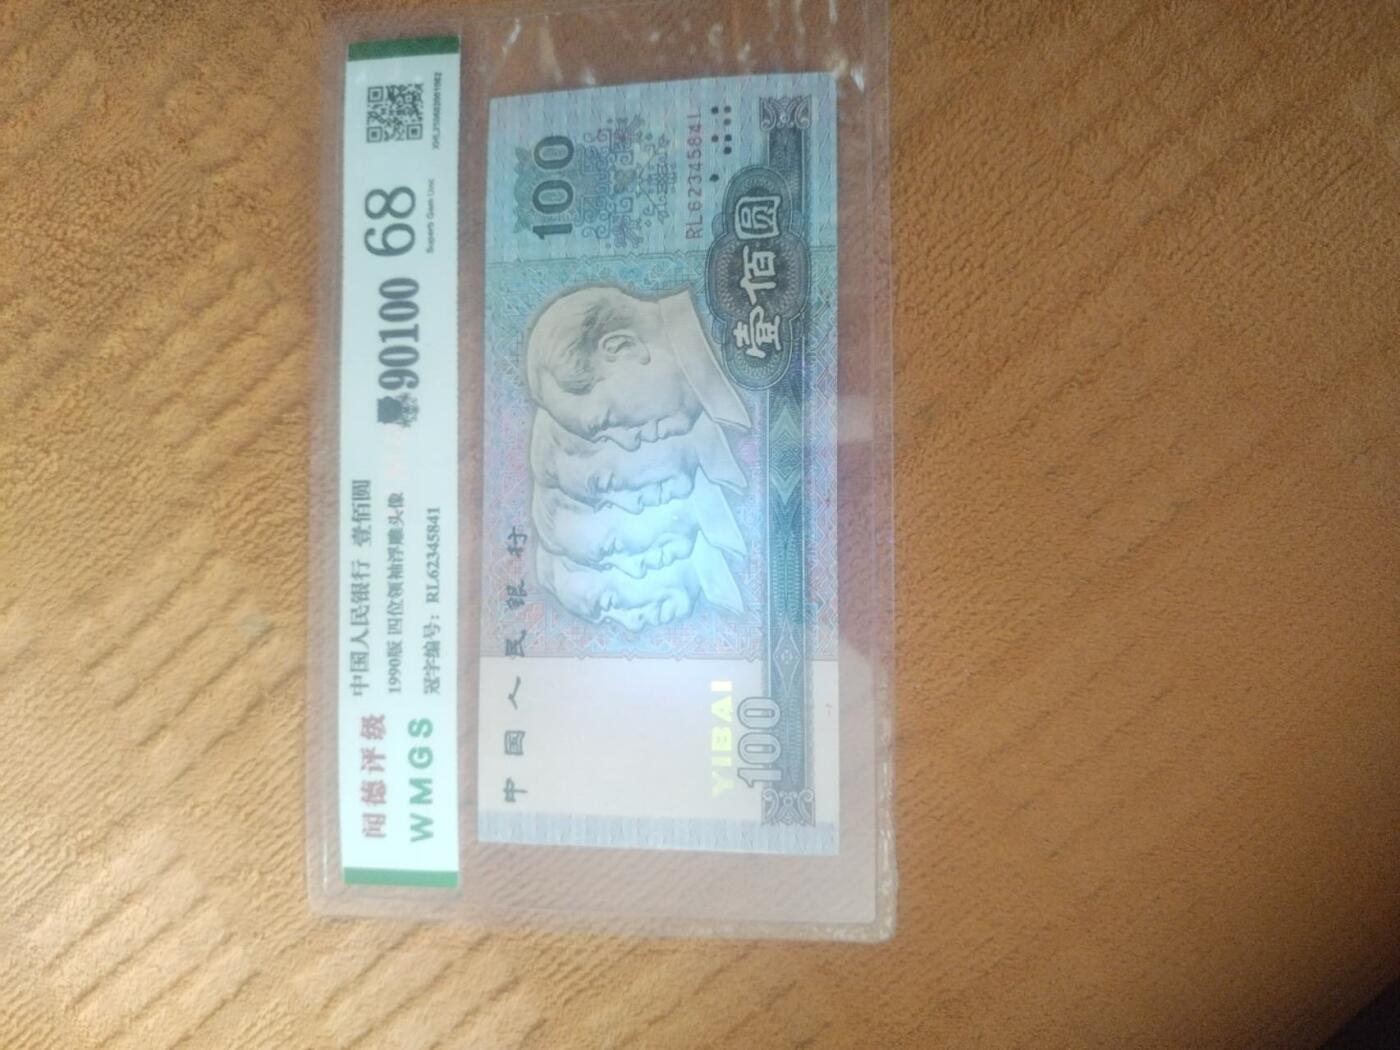 闻德评级
WMGS
中国人民银行 壹佰圆
1990版 四位领袖浮雕头像
冠字编号: RL62345841
90100
68
Superb Gem Unc
中国人民银行
100
RL62345841
壹佰圆
YIBAI
100